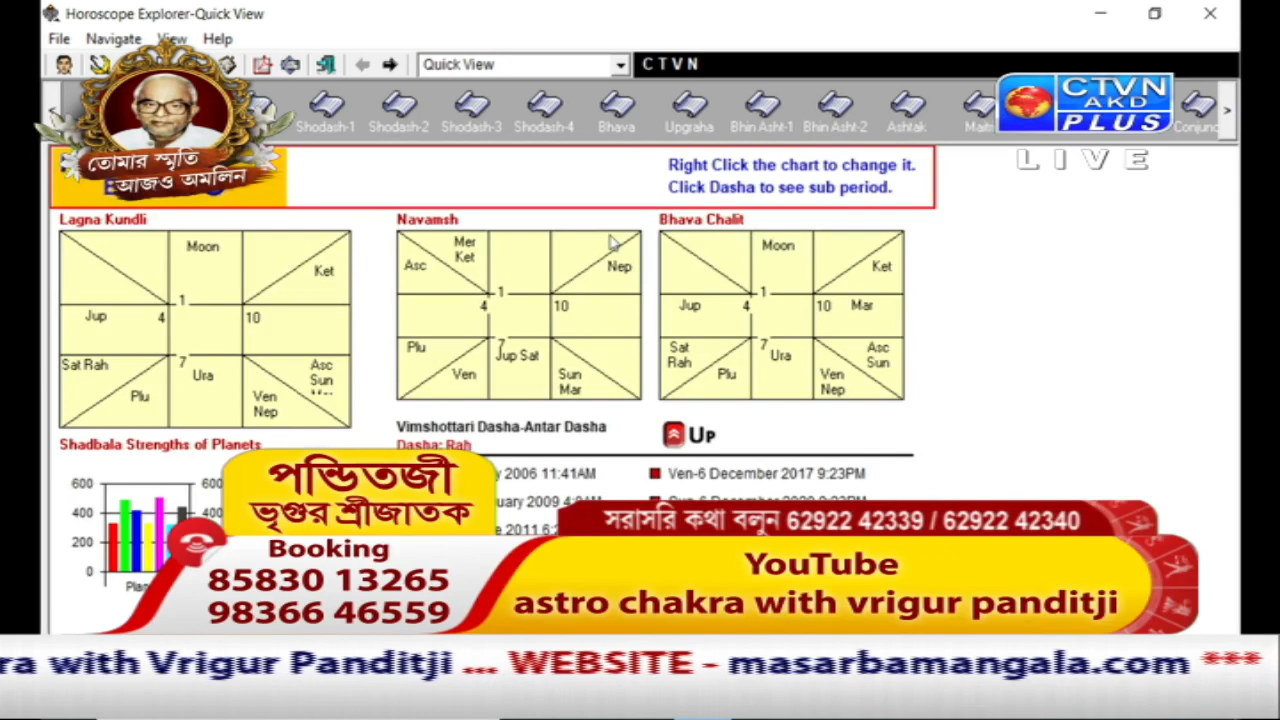 Horoscope Explorer-Quick View
File Navigate View Help
Quick View
C T V N
Shodash-1 Shodash-2 Shodash-3 Shodash-4 Bhava Upgraha Bhin Asht-1 Bhin Asht-2 Ashtak
CTVN
AKD
PLUS
LIVE
তোমার স্মৃতি
আজও অমলিন
Right Click the chart to change it.
Click Dasha to see sub period.
Lagna Kundli
Moon
Ket
1
Jup 4 10
7
Sat Rah
Ura
Plu
Asc
Sun
Ven
Nep
Navamsh
Mer
Ket
Asc
Nep
1
4 10
7
Plu
Jup Sat
Ven
Sun
Mar
Bhava Chalit
Moon
Ket
1
Jup 4 10 Mar
7
Sat
Rah
Ura
Plu
Asc
Sun
Ven
Nep
Shadbala Strengths of Planets
600
400
200
0
600
400
Vimshottari Dasha-Antar Dasha
Dasha: Rah
Up
2006 11:41AM
Ven-6 December 2017 9:23PM
2009
2011
পন্ডিতজী
ভৃগুর শ্রীজাতক
সরাসরি কথা বলুন 62922 42339 / 62922 42340
Booking
85830 13265
98366 46559
YouTube
astro chakra with vrigur panditji
ra with Vrigur Panditji ... WEBSITE - masarbamangala.com ***